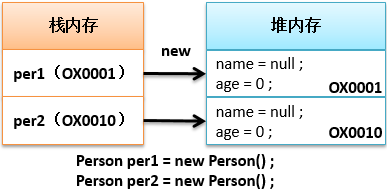 栈内存
堆内存
new
per1（OX0001）
name = null ;
age = 0 ;
OX0001
per2（OX0010）
name = null ;
age = 0 ;
OX0010
Person per1 = new Person() ;
Person per2 = new Person() ;